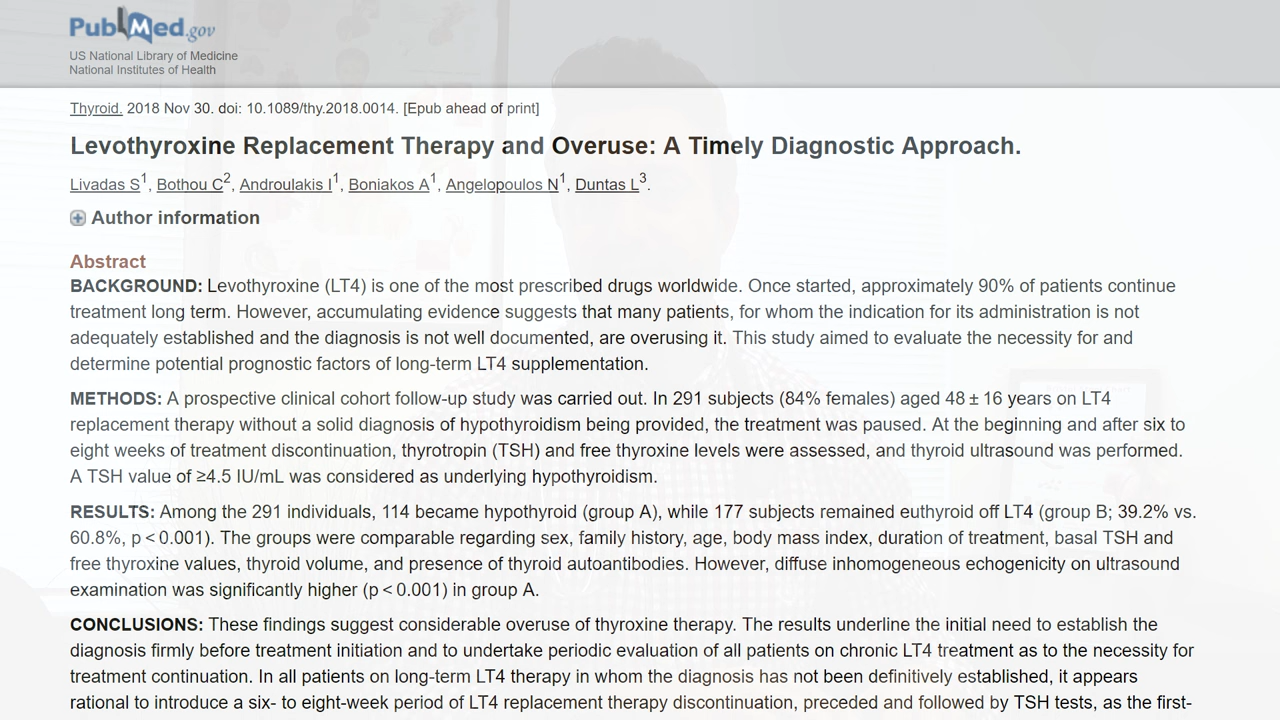 PubMed.gov
US National Library of Medicine
National Institutes of Health
Thyroid. 2018 Nov 30. doi: 10.1089/thy.2018.0014. [Epub ahead of print]
Levothyroxine Replacement Therapy and Overuse: A Timely Diagnostic Approach.
Livadas S1, Bothou C2, Androulakis I1, Boniakos A1, Angelopoulos N1, Duntas L3.
Author information
Abstract
BACKGROUND: Levothyroxine (LT4) is one of the most prescribed drugs worldwide. Once started, approximately 90% of patients continue
treatment long term. However, accumulating evidence suggests that many patients, for whom the indication for its administration is not
adequately established and the diagnosis is not well documented, are overusing it. This study aimed to evaluate the necessity for and
determine potential prognostic factors of long-term LT4 supplementation.
METHODS: A prospective clinical cohort follow-up study was carried out. In 291 subjects (84% females) aged 48 ± 16 years on LT4
replacement therapy without a solid diagnosis of hypothyroidism being provided, the treatment was paused. At the beginning and after six to
eight weeks of treatment discontinuation, thyrotropin (TSH) and free thyroxine levels were assessed, and thyroid ultrasound was performed.
A TSH value of ≥4.5 IU/mL was considered as underlying hypothyroidism.
RESULTS: Among the 291 individuals, 114 became hypothyroid (group A), while 177 subjects remained euthyroid off LT4 (group B; 39.2% vs.
60.8%, p < 0.001). The groups were comparable regarding sex, family history, age, body mass index, duration of treatment, basal TSH and
free thyroxine values, thyroid volume, and presence of thyroid autoantibodies. However, diffuse inhomogeneous echogenicity on ultrasound
examination was significantly higher (p < 0.001) in group A.
CONCLUSIONS: These findings suggest considerable overuse of thyroxine therapy. The results underline the initial need to establish the
diagnosis firmly before treatment initiation and to undertake periodic evaluation of all patients on chronic LT4 treatment as to the necessity for
treatment continuation. In all patients on long-term LT4 therapy in whom the diagnosis has not been definitively established, it appears
rational to introduce a six- to eight-week period of LT4 replacement therapy discontinuation, preceded and followed by TSH tests, as the first-